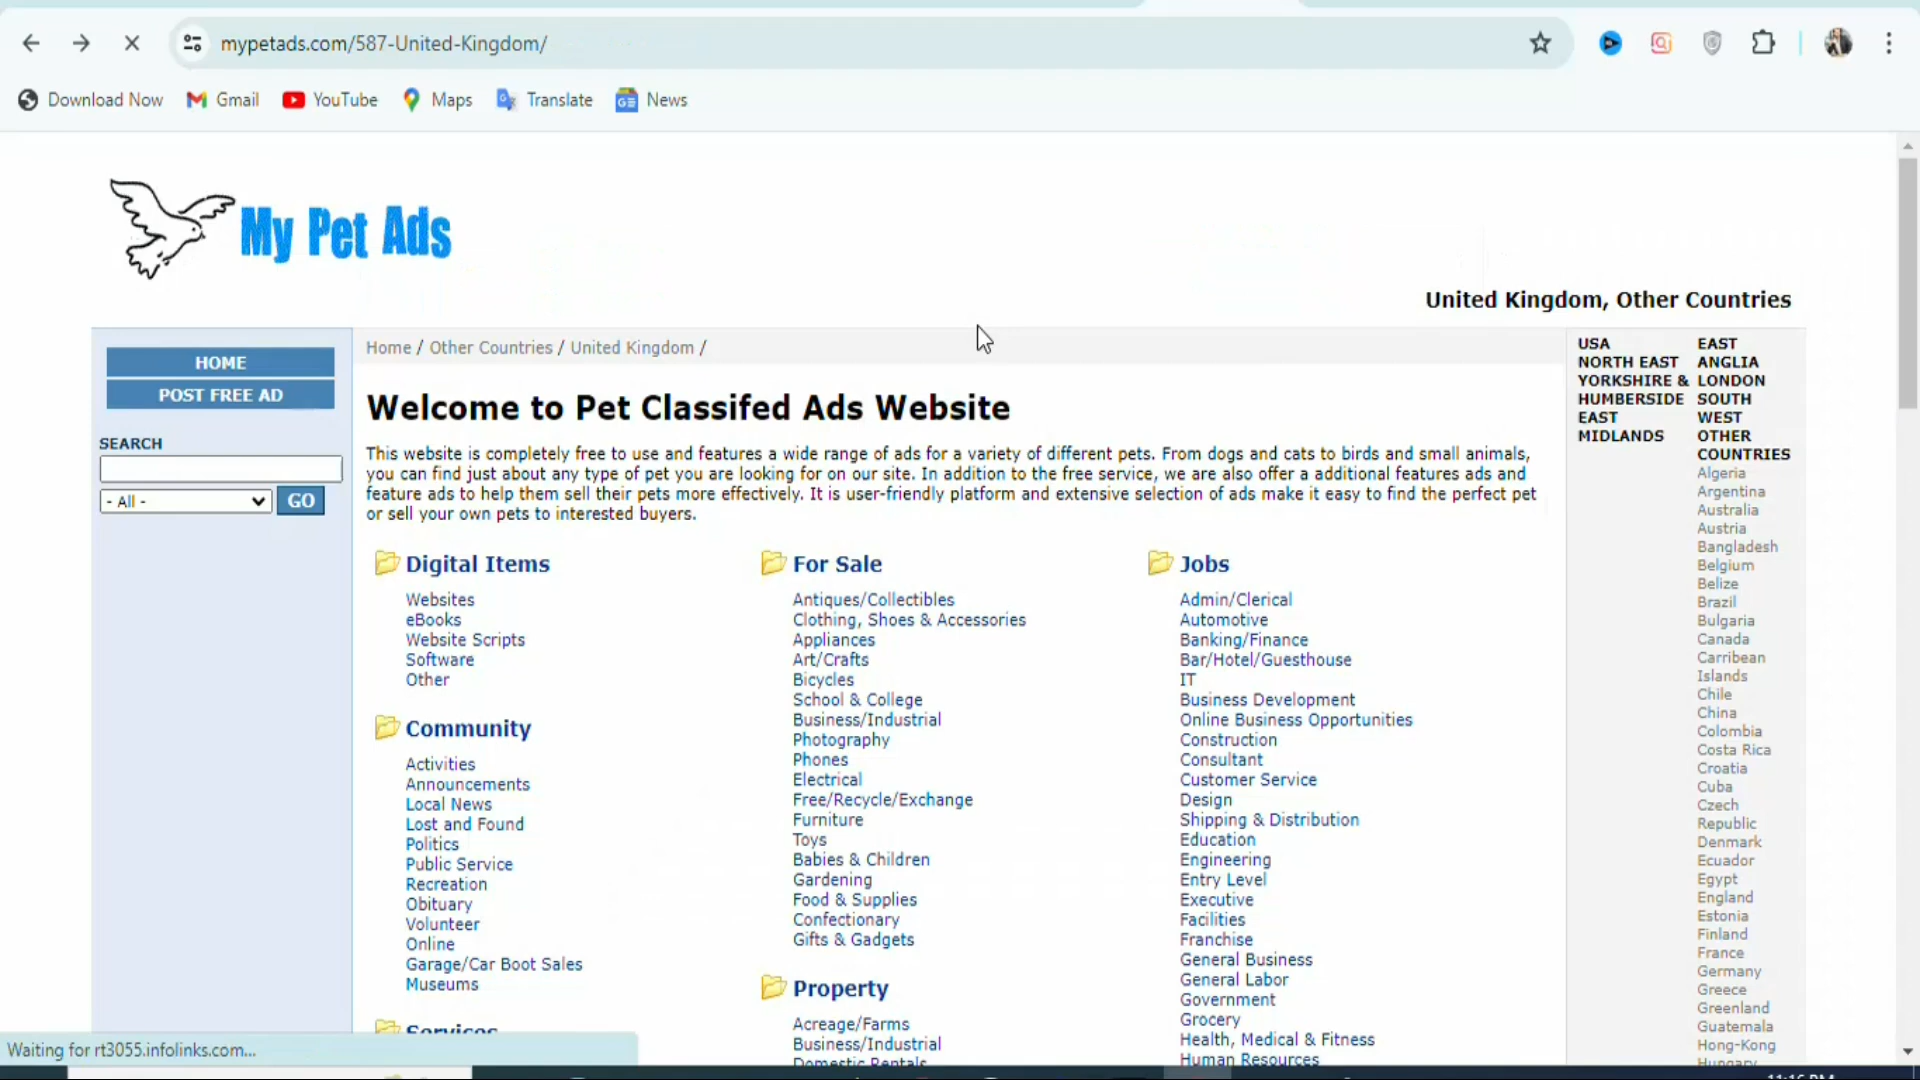 mypetads.com/587-United-Kingdom/
Download Now Gmail YouTube Maps Translate News
My Pet Ads
United Kingdom, Other Countries
HOME
POST FREE AD
SEARCH
- All - GO
Home / Other Countries / United Kingdom /
Welcome to Pet Classifed Ads Website
This website is completely free to use and features a wide range of ads for a variety of different pets. From dogs and cats to birds and small animals,
you can find just about any type of pet you are looking for on our site. In addition to the free service, we are also offer a additional features ads and
feature ads to help them sell their pets more effectively. It is user-friendly platform and extensive selection of ads make it easy to find the perfect pet
or sell your own pets to interested buyers.
Digital Items
Websites
eBooks
Website Scripts
Software
Other
Community
Activities
Announcements
Local News
Lost and Found
Politics
Public Service
Recreation
Obituary
Volunteer
Online
Garage/Car Boot Sales
Museums
Services
For Sale
Antiques/Collectibles
Clothing, Shoes & Accessories
Appliances
Art/Crafts
Bicycles
School & College
Business/Industrial
Photography
Phones
Electrical
Free/Recycle/Exchange
Furniture
Toys
Babies & Children
Gardening
Food & Supplies
Confectionary
Gifts & Gadgets
Property
Acreage/Farms
Business/Industrial
Domestic Rentals
Jobs
Admin/Clerical
Automotive
Banking/Finance
Bar/Hotel/Guesthouse
IT
Business Development
Online Business Opportunities
Construction
Consultant
Customer Service
Design
Shipping & Distribution
Education
Engineering
Entry Level
Executive
Facilities
Franchise
General Business
General Labor
Government
Grocery
Health, Medical & Fitness
Human Resources
USA
NORTH EAST
YORKSHIRE &
HUMBERSIDE
EAST
MIDLANDS
EAST
ANGLIA
LONDON
SOUTH
WEST
OTHER
COUNTRIES
Algeria
Argentina
Australia
Austria
Bangladesh
Belgium
Belize
Brazil
Bulgaria
Canada
Carribean
Islands
Chile
China
Colombia
Costa Rica
Croatia
Cuba
Czech
Republic
Denmark
Ecuador
Egypt
England
Estonia
Finland
France
Germany
Greece
Greenland
Guatemala
Hong-Kong
Hungary
Waiting for rt3055.infolinks.com...
11:16 PM